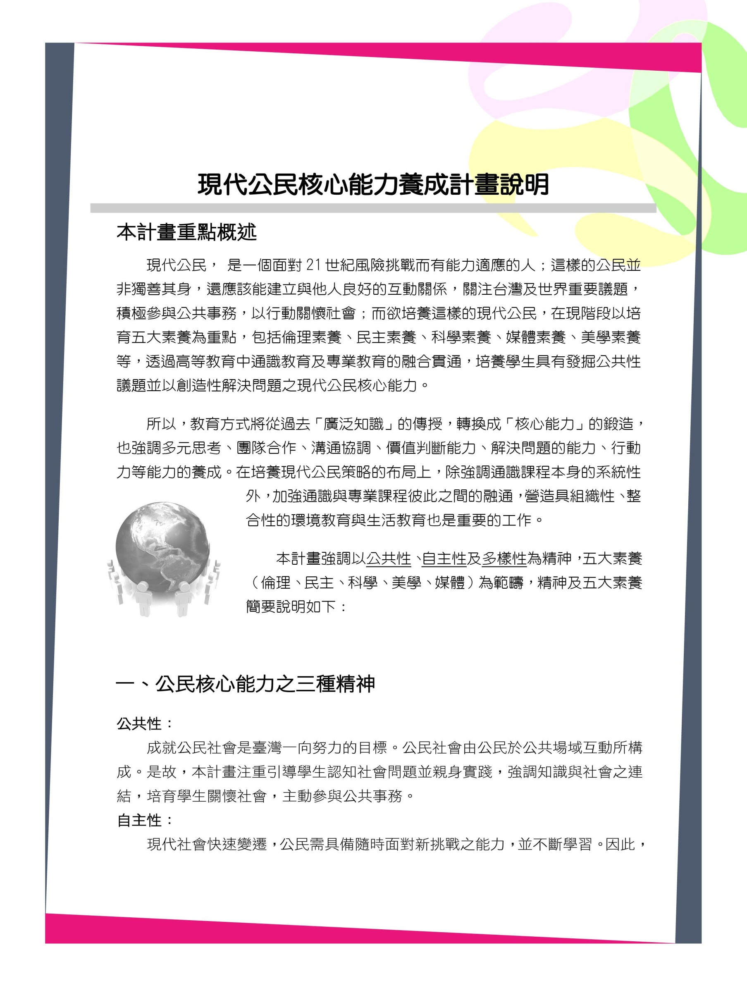 現代公民核心能力養成計畫說明
本計畫重點概述
現代公民， 是一個面對 21 世紀風險挑戰而有能力適應的人；這樣的公民並
非獨善其身，還應該能建立與他人良好的互動關係，關注台灣及世界重要議題，
積極參與公共事務，以行動關懷社會；而欲培養這樣的現代公民，在現階段以培
育五大素養為重點，包括倫理素養、民主素養、科學素養、媒體素養、美學素養
等，透過高等教育中通識教育及專業教育的融合貫通，培養學生具有發掘公共性
議題並以創造性解決問題之現代公民核心能力。
所以，教育方式將從過去「廣泛知識」的傳授，轉換成「核心能力」的鍛造，
也強調多元思考、團隊合作、溝通協調、價值判斷能力、解決問題的能力、行動
力等能力的養成。在培養現代公民策略的布局上，除強調通識課程本身的系統性
外，加強通識與專業課程彼此之間的融通，營造具組織性、整
合性的環境教育與生活教育也是重要的工作。
本計畫強調以公共性、自主性及多樣性為精神，五大素養
（倫理、民主、科學、美學、媒體）為範疇，精神及五大素養
簡要說明如下：
一、公民核心能力之三種精神
公共性：
成就公民社會是臺灣一向努力的目標。公民社會由公民於公共場域互動所構
成。是故，本計畫注重引導學生認知社會問題並親身實踐，強調知識與社會之連
結，培育學生關懷社會，主動參與公共事務。
自主性：
現代社會快速變遷，公民需具備隨時面對新挑戰之能力，並不斷學習。因此，